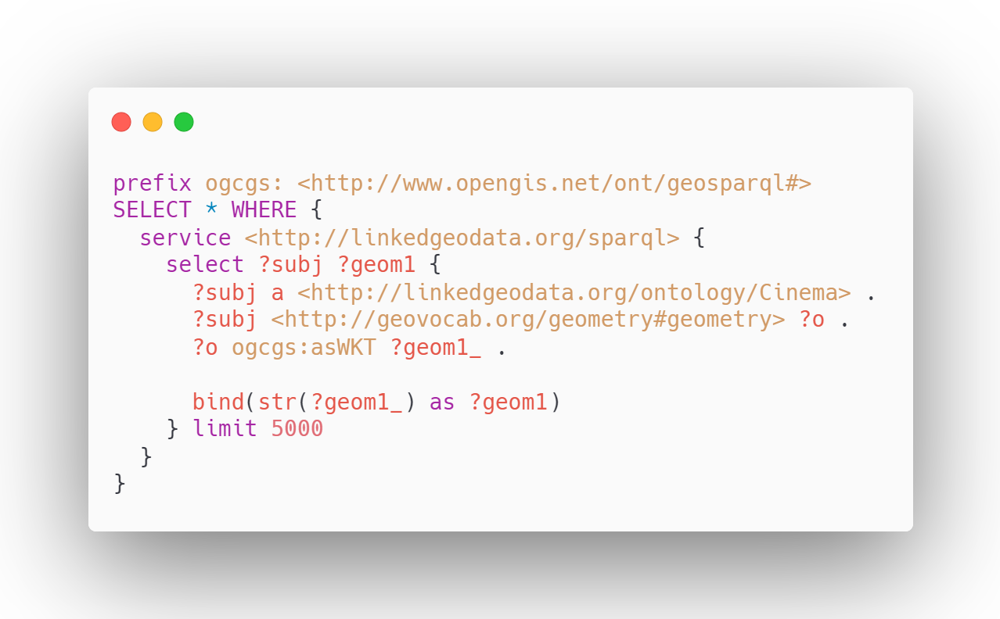 prefix ogcgs: <http://www.opengis.net/ont/geosparql#>
SELECT * WHERE {
  service <http://linkedgeodata.org/sparql> {
    select ?subj ?geom1 {
      ?subj a <http://linkedgeodata.org/ontology/Cinema> .
      ?subj <http://geovocab.org/geometry#geometry> ?o .
      ?o ogcgs:asWKT ?geom1_ .

      bind(str(?geom1_) as ?geom1)
    } limit 5000
  }
}